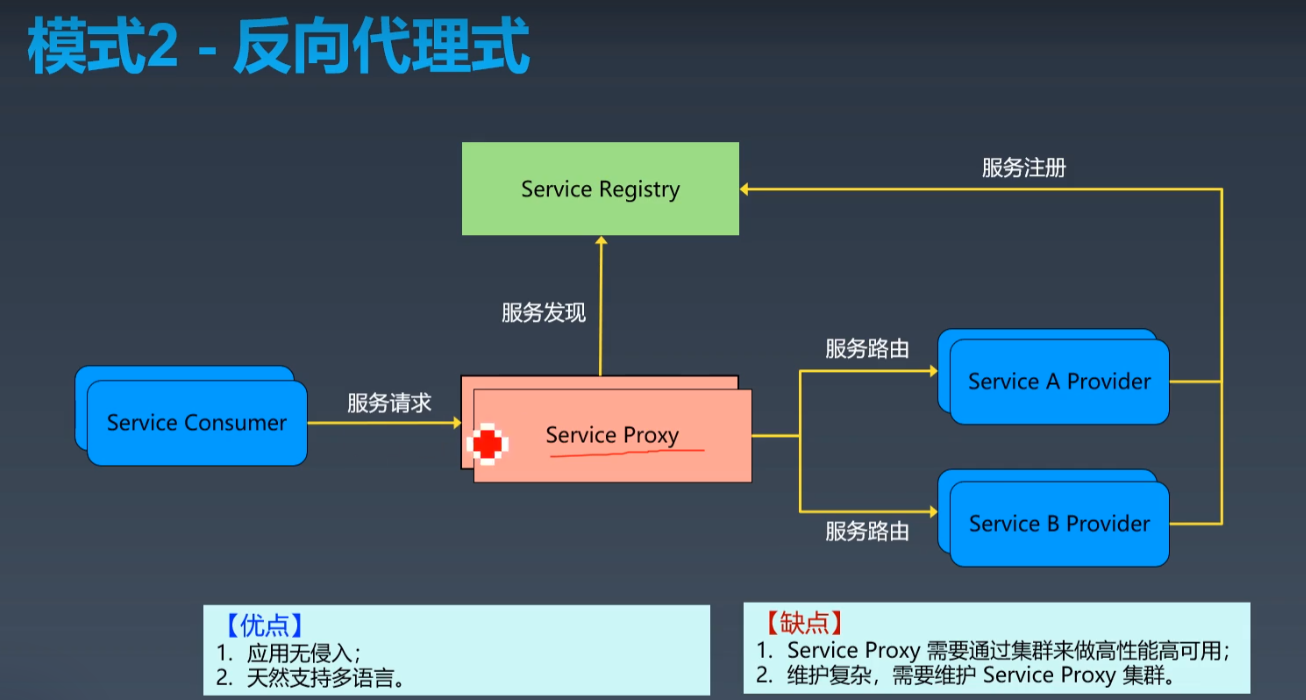 模式2 - 反向代理式
Service Registry
服务注册
服务发现
服务路由
Service A Provider
服务请求
Service Consumer
Service Proxy
Service B Provider
服务路由
【优点】
1. 应用无侵入；
2. 天然支持多语言。
【缺点】
1. Service Proxy 需要通过集群来做高性能高可用；
2. 维护复杂，需要维护 Service Proxy 集群。